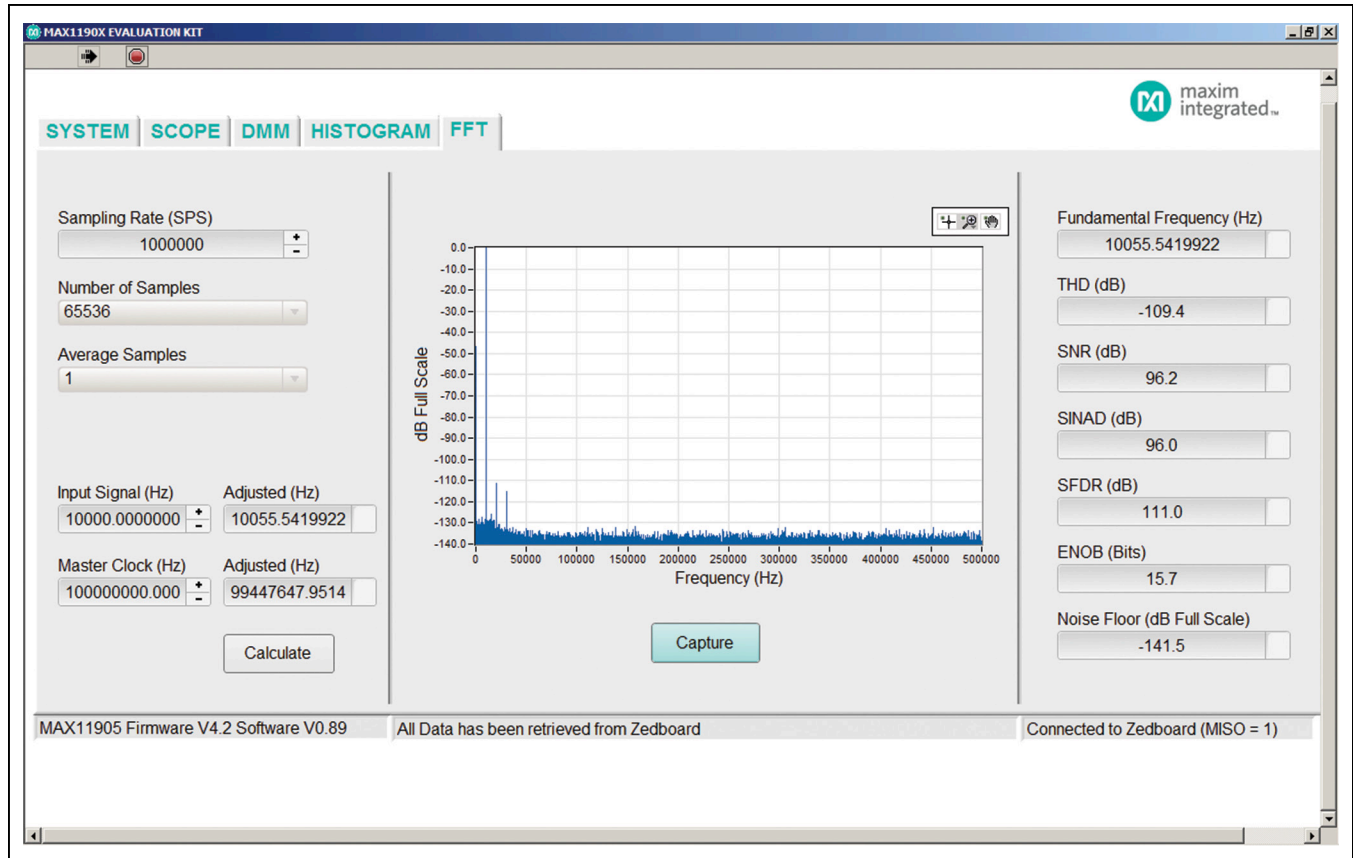 MAX1190X EVALUATION KIT
maxim
integrated™
SYSTEM SCOPE DMM HISTOGRAM FFT
Sampling Rate (SPS)
1000000
Number of Samples
65536
Average Samples
1
Input Signal (Hz) Adjusted (Hz)
10000.0000000 10055.5419922
Master Clock (Hz) Adjusted (Hz)
100000000.000 99447647.9514
Calculate
dB Full Scale
0.0
-10.0
-20.0
-30.0
-40.0
-50.0
-60.0
-70.0
-80.0
-90.0
-100.0
-110.0
-120.0
-130.0
-140.0
0 50000 100000 150000 200000 250000 300000 350000 400000 450000 500000
Frequency (Hz)
Capture
Fundamental Frequency (Hz)
10055.5419922
THD (dB)
-109.4
SNR (dB)
96.2
SINAD (dB)
96.0
SFDR (dB)
111.0
ENOB (Bits)
15.7
Noise Floor (dB Full Scale)
-141.5
MAX11905 Firmware V4.2 Software V0.89
All Data has been retrieved from Zedboard
Connected to Zedboard (MISO = 1)